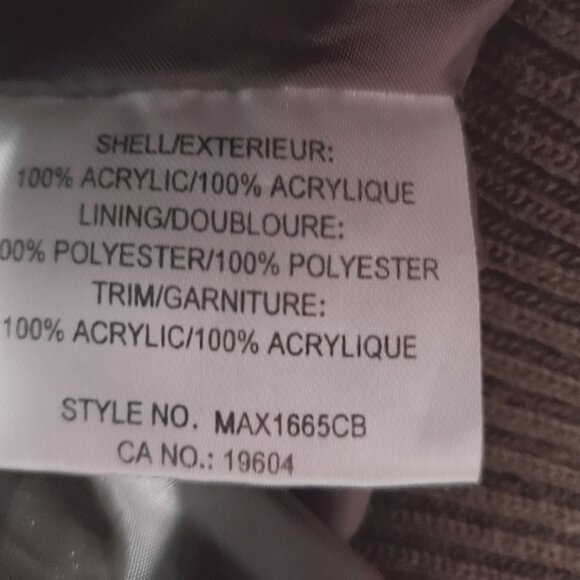 SHELL/EXTERIEUR:
100% ACRYLIC/100% ACRYLIQUE
LINING/DOUBLOURE:
00% POLYESTER/100% POLYESTER
TRIM/GARNITURE:
100% ACRYLIC/100% ACRYLIQUE
STYLE NO. MAX1665CB
CA NO.: 19604